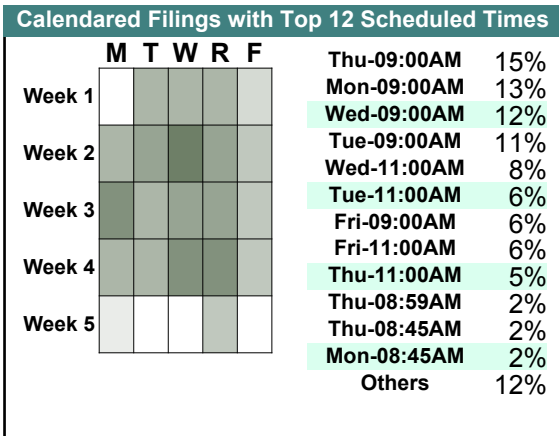 Calendared Filings with Top 12 Scheduled Times
M T W R F
Week 1
Week 2
Week 3
Week 4
Week 5
Thu-09:00AM 15%
Mon-09:00AM 13%
Wed-09:00AM 12%
Tue-09:00AM 11%
Wed-11:00AM 8%
Tue-11:00AM 6%
Fri-09:00AM 6%
Fri-11:00AM 6%
Thu-11:00AM 5%
Thu-08:59AM 2%
Thu-08:45AM 2%
Mon-08:45AM 2%
Others 12%